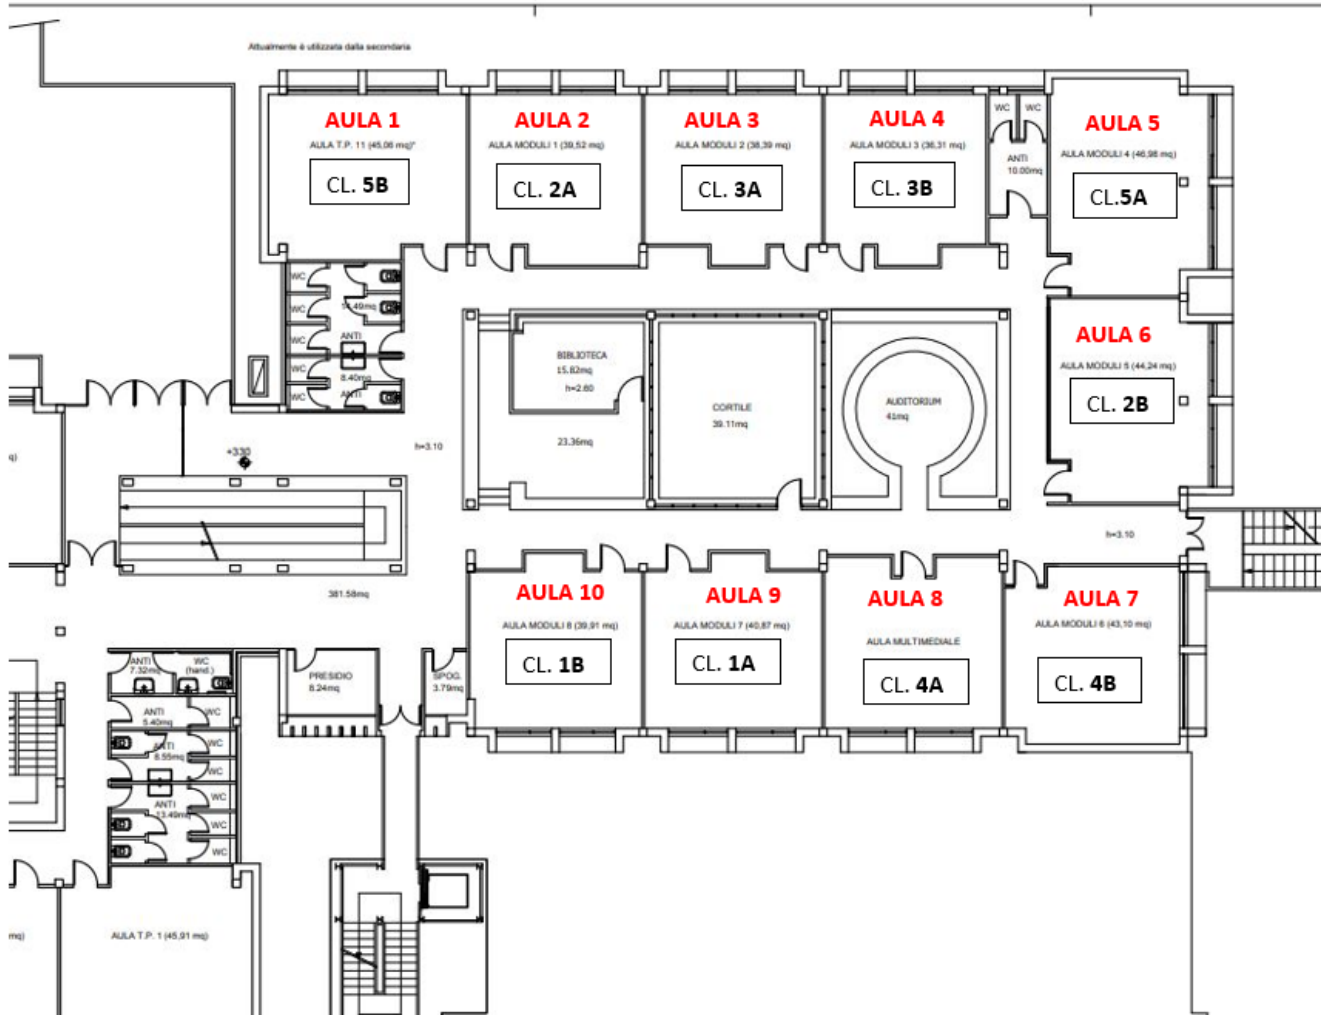 Attualmente è utilizzata dalla secondaria
AULA 1
AULA T.P. 11 (45,06 mq)*
CL. 5B
AULA 2
AULA MODULI 1 (39,52 mq)
CL. 2A
AULA 3
AULA MODULI 2 (38,39 mq)
CL. 3A
AULA 4
AULA MODULI 3 (36,31 mq)
CL. 3B
WC
WC
ANTI
10.00mq
AULA 5
AULA MODULI 4 (46,98 mq)
CL.5A
WC
WC
WC
WC
WC
ANTI
8.40mq
ANTI
BIBLIOTECA
15.82mq
h=2.60
23.36mq
CORTILE
39.11mq
AUDITORIUM
41mq
AULA 6
AULA MODULI 5 (44,24 mq)
CL. 2B
q)
+330
h=3.10
h=3.10
381.58mq
AULA 10
AULA MODULI 8 (39,91 mq)
CL. 1B
AULA 9
AULA MODULI 7 (40,87 mq)
CL. 1A
AULA 8
AULA MULTIMEDIALE
CL. 4A
AULA 7
AULA MODULI 6 (43,10 mq)
CL. 4B
ANTI
7.32mq
WC
(hand.)
PRESIDIO
8.24mq
SPOG.
3.79mq
ANTI
5.40mq
WC
ANTI
8.55mq
WC
WC
ANTI
13.49mq
WC
WC
WC
mq)
AULA T.P. 1 (45,91 mq)